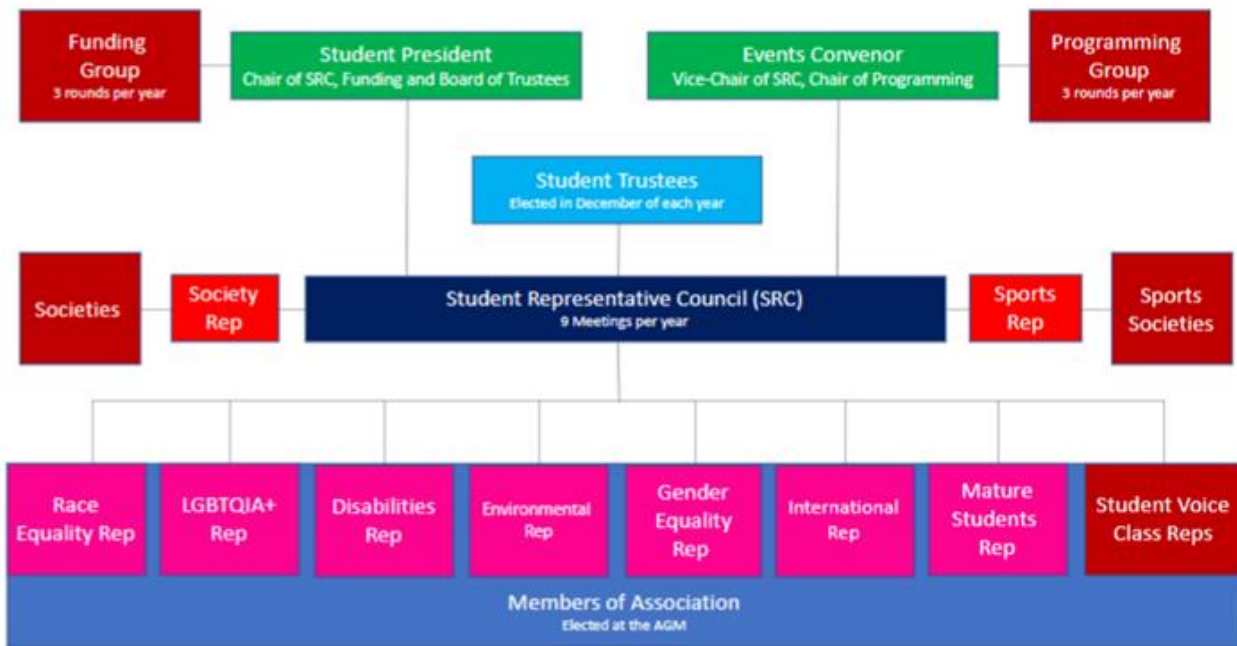 Funding
Group
3 rounds per year
Student President
Chair of SRC, Funding and Board of Trustees
Events Convenor
Vice-Chair of SRC, Chair of Programming
Programming
Group
3 rounds per year
Student Trustees
Elected in December of each year
Societies
Society
Rep
Student Representative Council (SRC)
9 Meetings per year
Sports
Rep
Sports
Societies
Race
Equality Rep
LGBTQIA+
Rep
Disabilities
Rep
Environmental
Rep
Gender
Equality
Rep
International
Rep
Mature
Students
Rep
Student Voice
Class Reps
Members of Association
Elected at the AGM